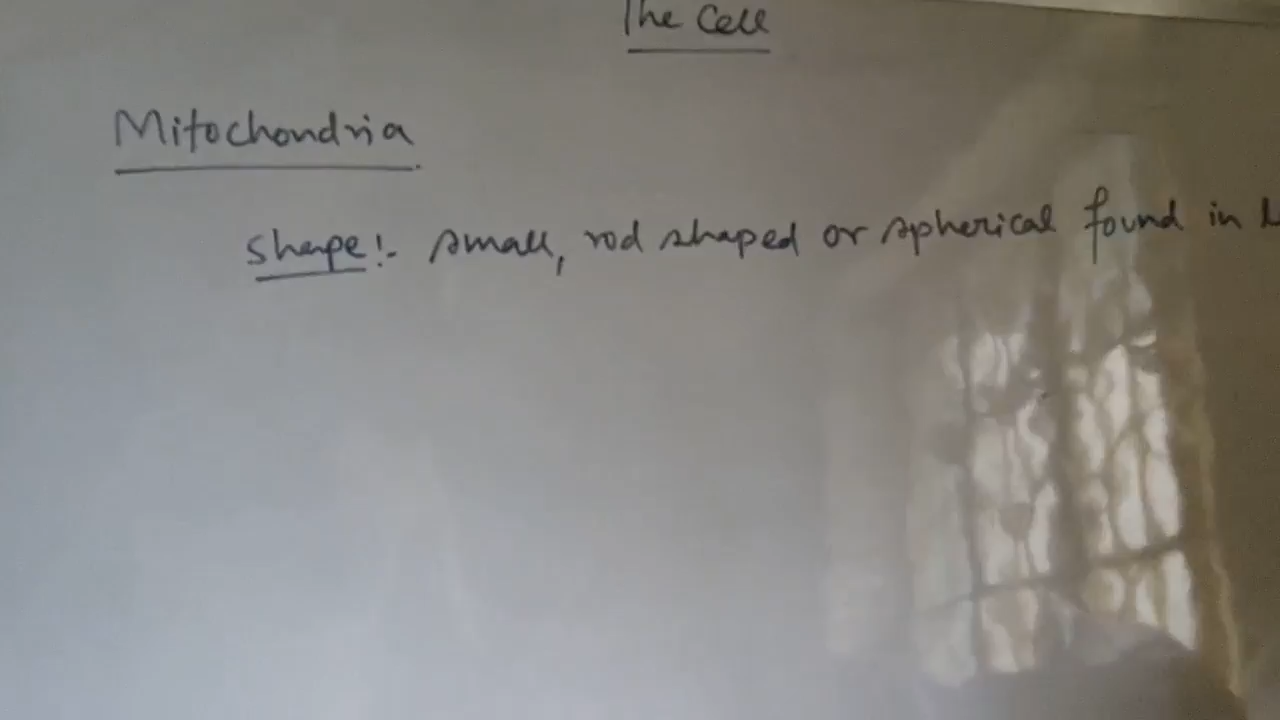 The Cell
Mitochondria
Shape:- small, rod shaped or spherical found in